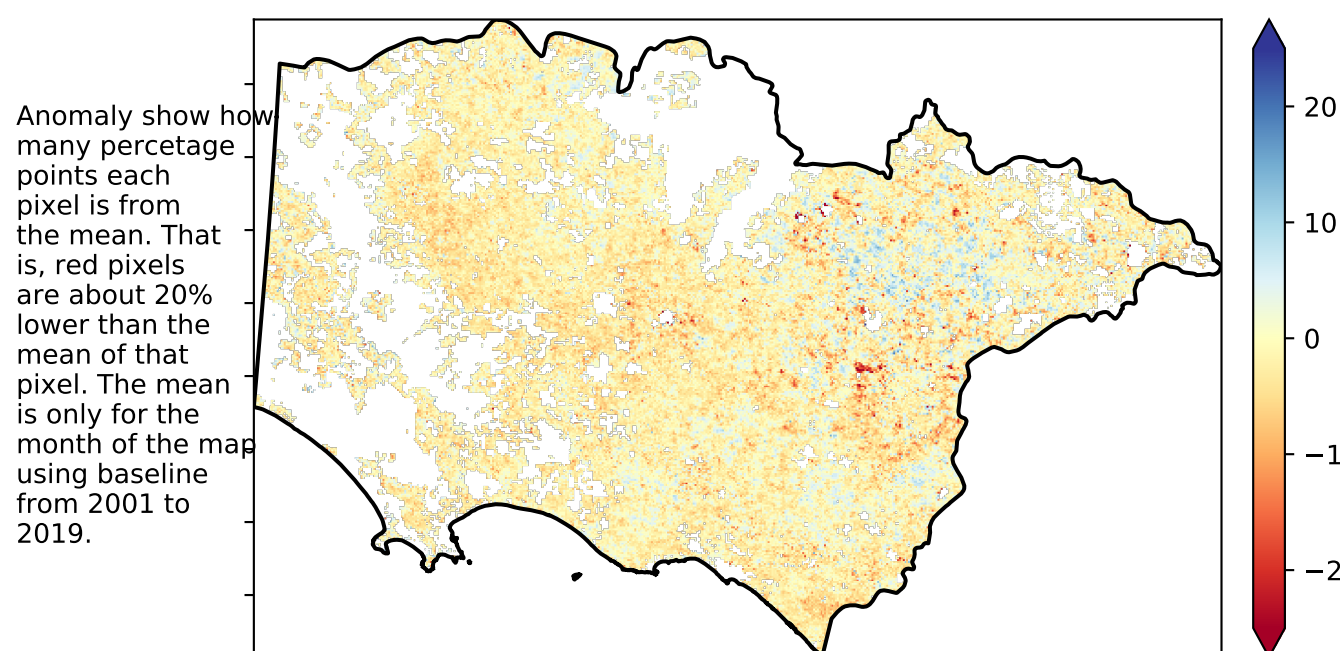 Anomaly show how
many percetage
points each
pixel is from
the mean. That
is, red pixels
are about 20%
lower than the
mean of that
pixel. The mean
is only for the
month of the map
using baseline
from 2001 to
2019.
20
10
0
−1
−2